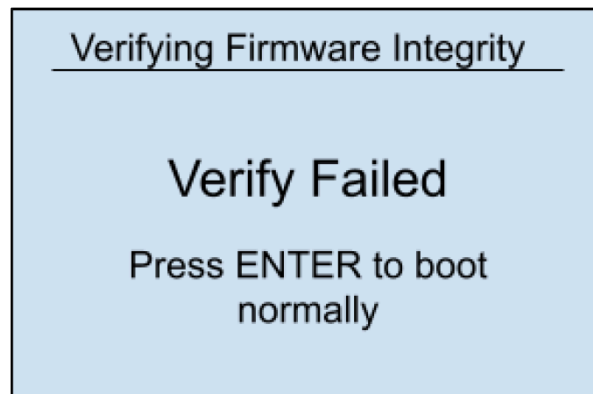 Verifying Firmware Integrity
Verify Failed
Press ENTER to boot
normally